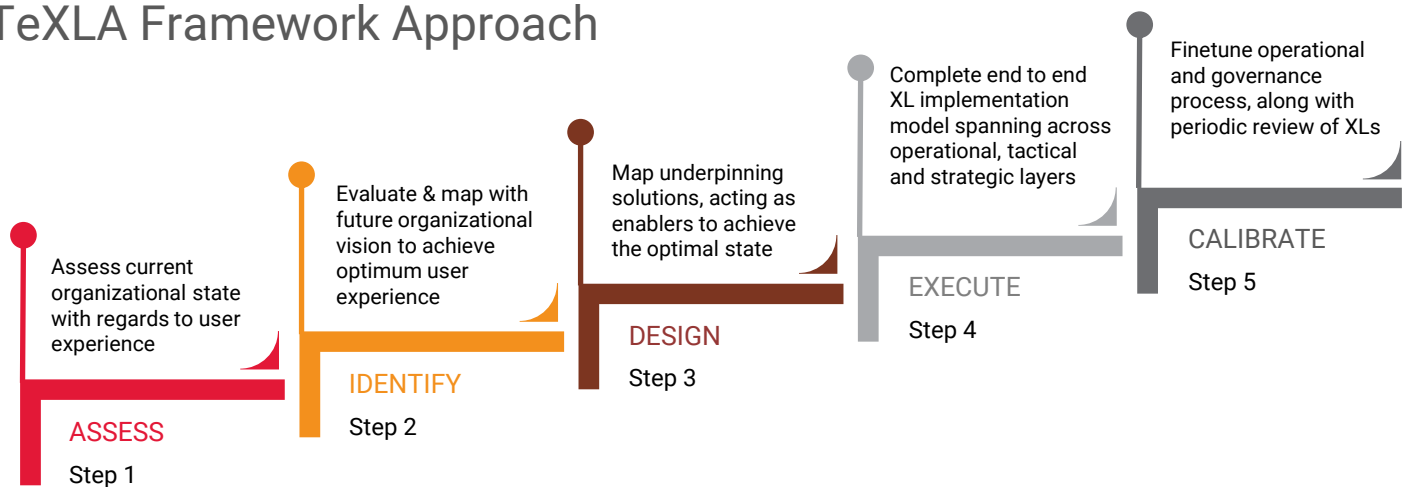 TeXLA Framework Approach
Assess current
organizational state
with regards to user
experience
ASSESS
Step 1
Evaluate & map with
future organizational
vision to achieve
optimum user
experience
IDENTIFY
Step 2
Map underpinning
solutions, acting as
enablers to achieve
the optimal state
DESIGN
Step 3
Complete end to end
XL implementation
model spanning across
operational, tactical
and strategic layers
EXECUTE
Step 4
Finetune operational
and governance
process, along with
periodic review of XLs
CALIBRATE
Step 5